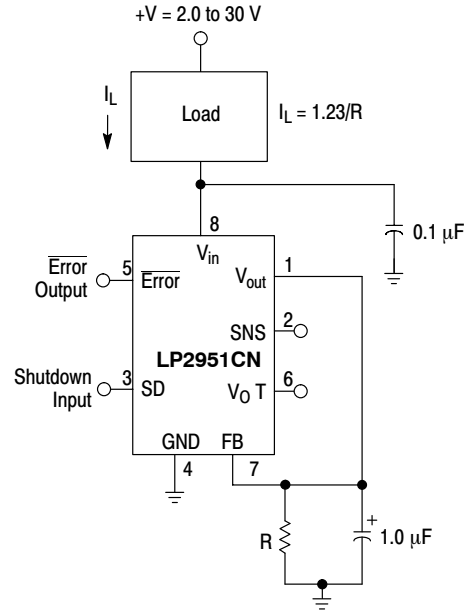 +V = 2.0 to 30 V
I_L
Load
I_L = 1.23/R
8
V_in
0.1 µF
Error
Output
5
Error
V_out
1
SNS
2
LP2951CN
Shutdown
Input
3
SD
V_O T
6
GND
FB
4
7
R
+
1.0 µF